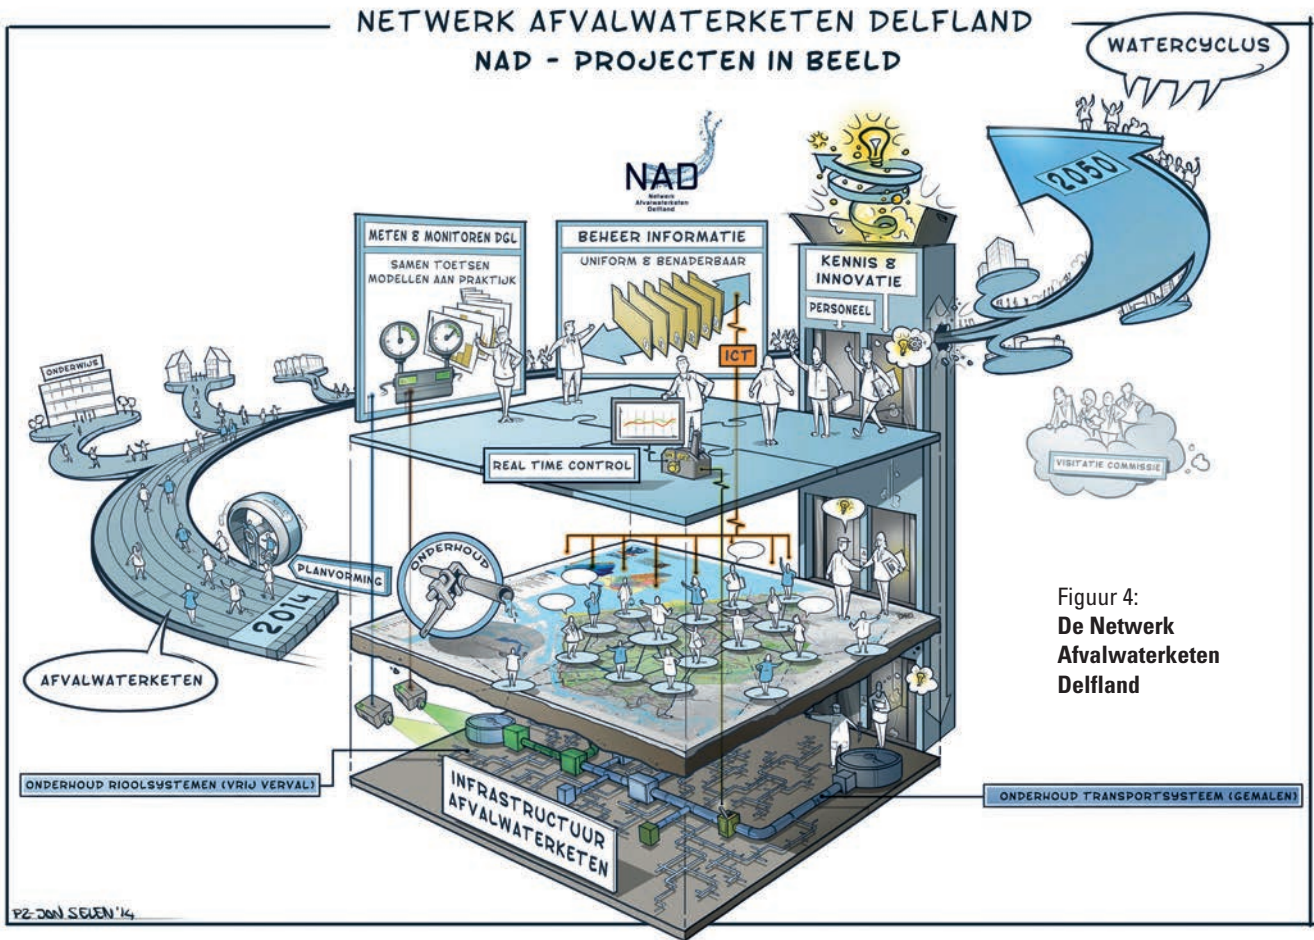 NETWERK AFVALWATERKETEN DELFLAND
NAD - PROJECTEN IN BEELD
WATERCYCLUS
2050
NAD
Netwerk
Afvalwaterketen
Delfland
METEN & MONITOREN DGL
SAMEN TOETSEN
MODELLEN AAN PRAKTIJK
BEHEER INFORMATIE
UNIFORM & BENADERBAAR
KENNIS &
INNOVATIE
PERSONEEL
ICT
ONDERWIJS
REAL TIME CONTROL
VISITATIE COMMISSIE
PLANVORMING
ONDERHOUD
2014
AFVALWATERKETEN
Figuur 4:
De Netwerk
Afvalwaterketen
Delfland
ONDERHOUD RIOOLSYSTEMEN (VRIJ VERVAL)
INFRASTRUCTUUR
AFVALWATERKETEN
ONDERHOUD TRANSPORTSYSTEEM (GEMALEN)
PZ-JAN SELEN '14